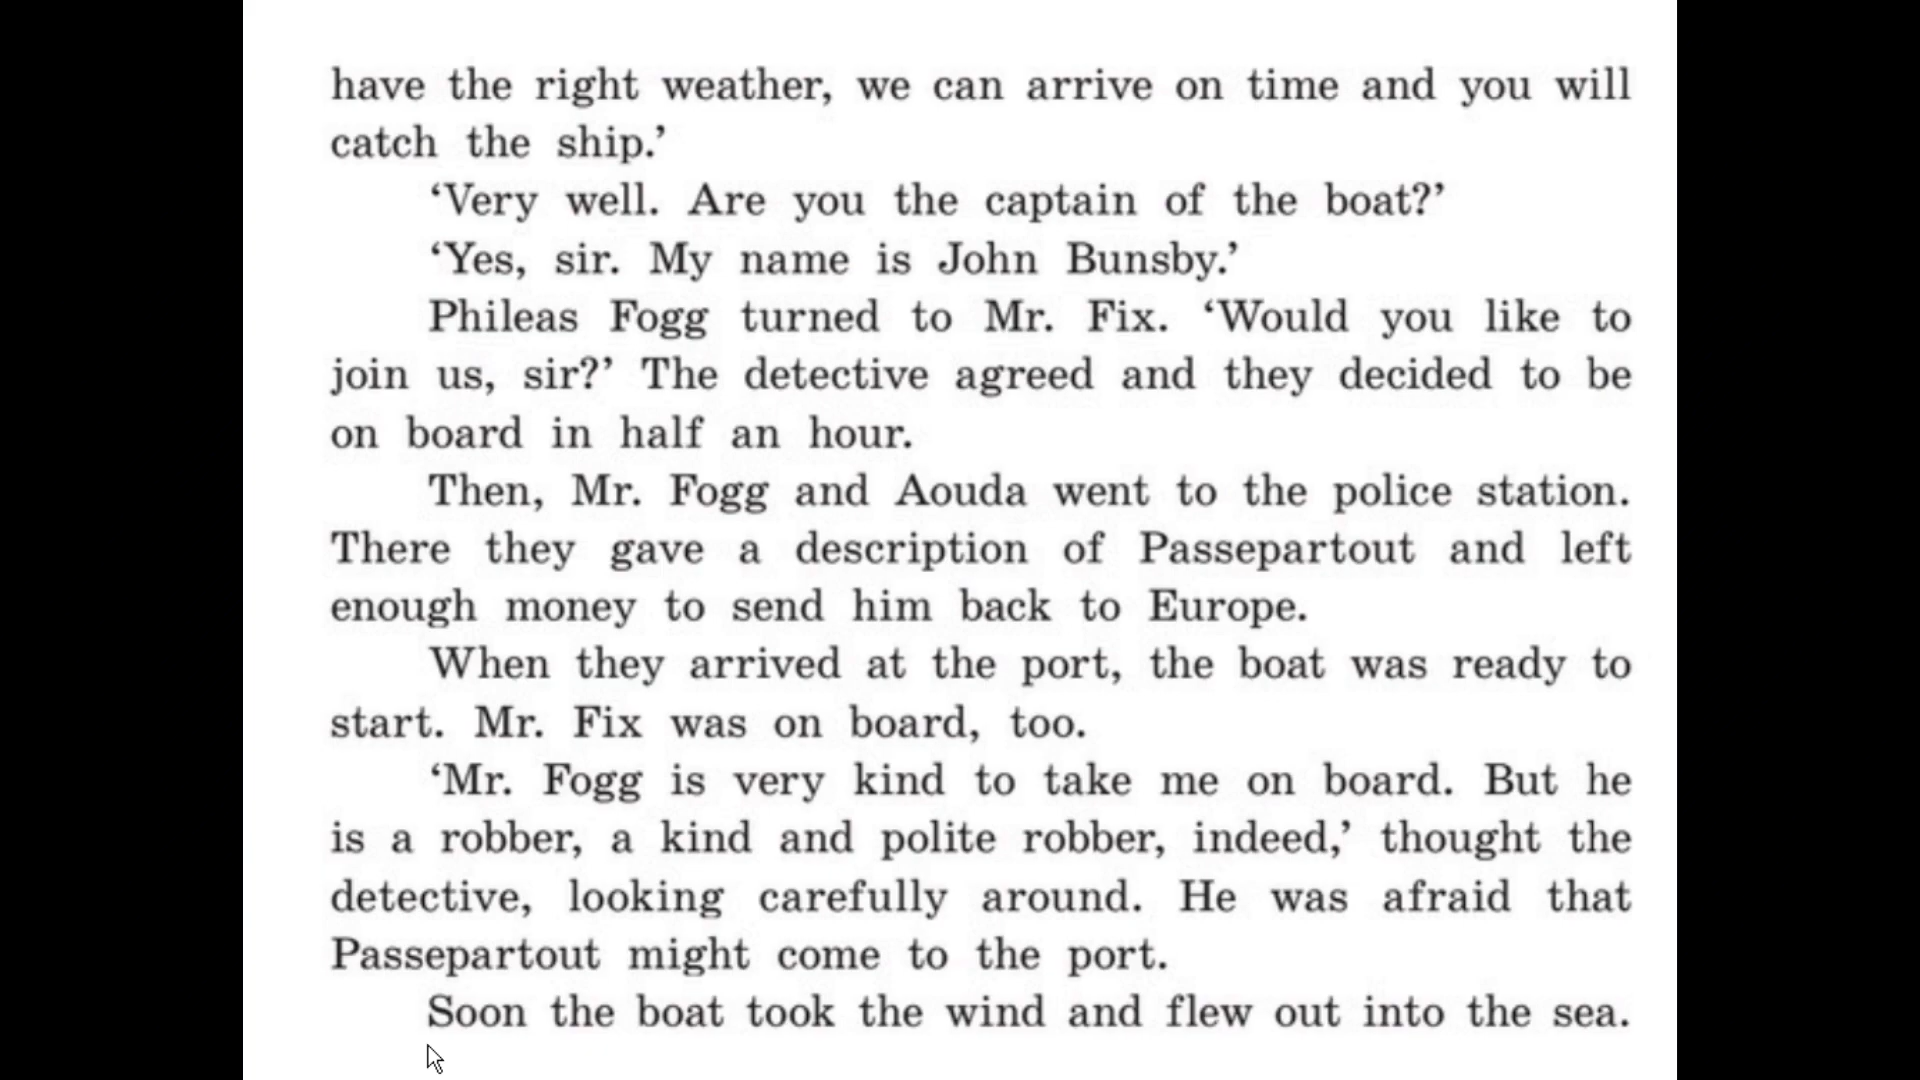 have the right weather, we can arrive on time and you will
catch the ship.’
‘Very well. Are you the captain of the boat?’
‘Yes, sir. My name is John Bunsby.’
Phileas Fogg turned to Mr. Fix. ‘Would you like to
join us, sir?’ The detective agreed and they decided to be
on board in half an hour.
Then, Mr. Fogg and Aouda went to the police station.
There they gave a description of Passepartout and left
enough money to send him back to Europe.
When they arrived at the port, the boat was ready to
start. Mr. Fix was on board, too.
‘Mr. Fogg is very kind to take me on board. But he
is a robber, a kind and polite robber, indeed,’ thought the
detective, looking carefully around. He was afraid that
Passepartout might come to the port.
Soon the boat took the wind and flew out into the sea.